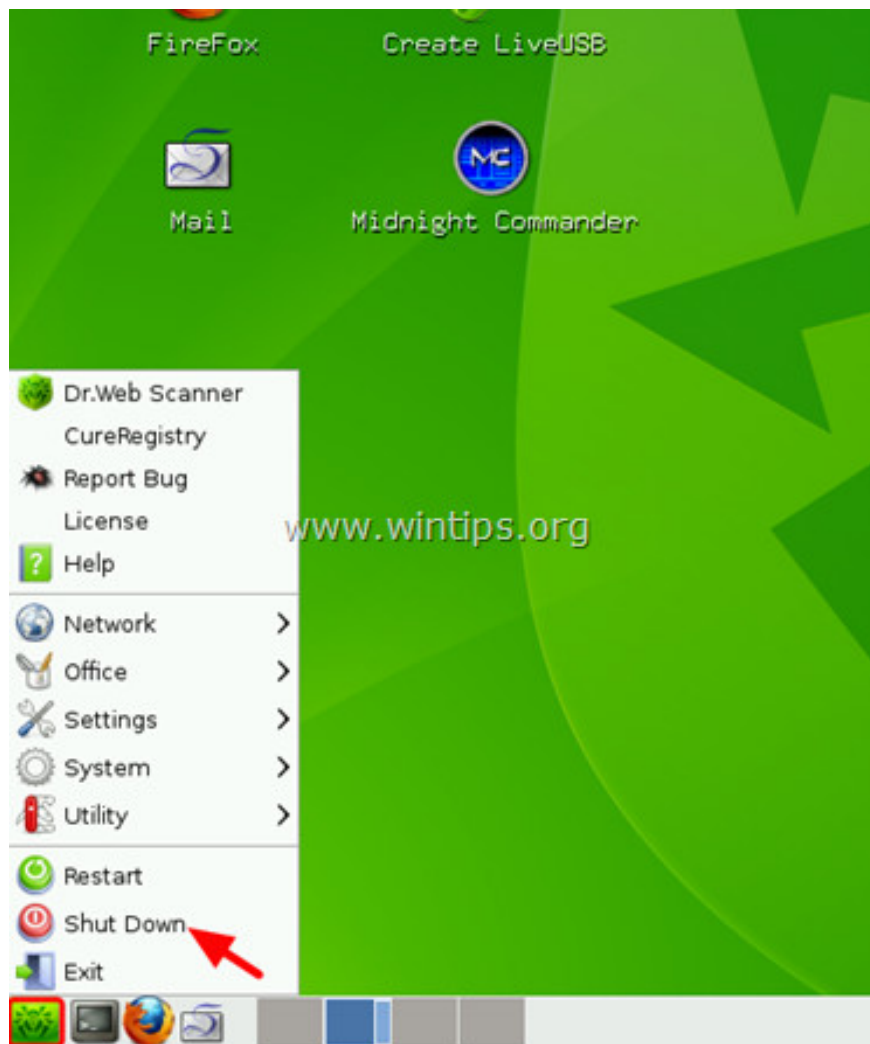 FireFox
Create LiveUSB
Mail
Midnight Commander
Dr.Web Scanner
CureRegistry
Report Bug
License
www.wintips.org
Help
Network
Office
Settings
System
Utility
Restart
Shut Down
Exit